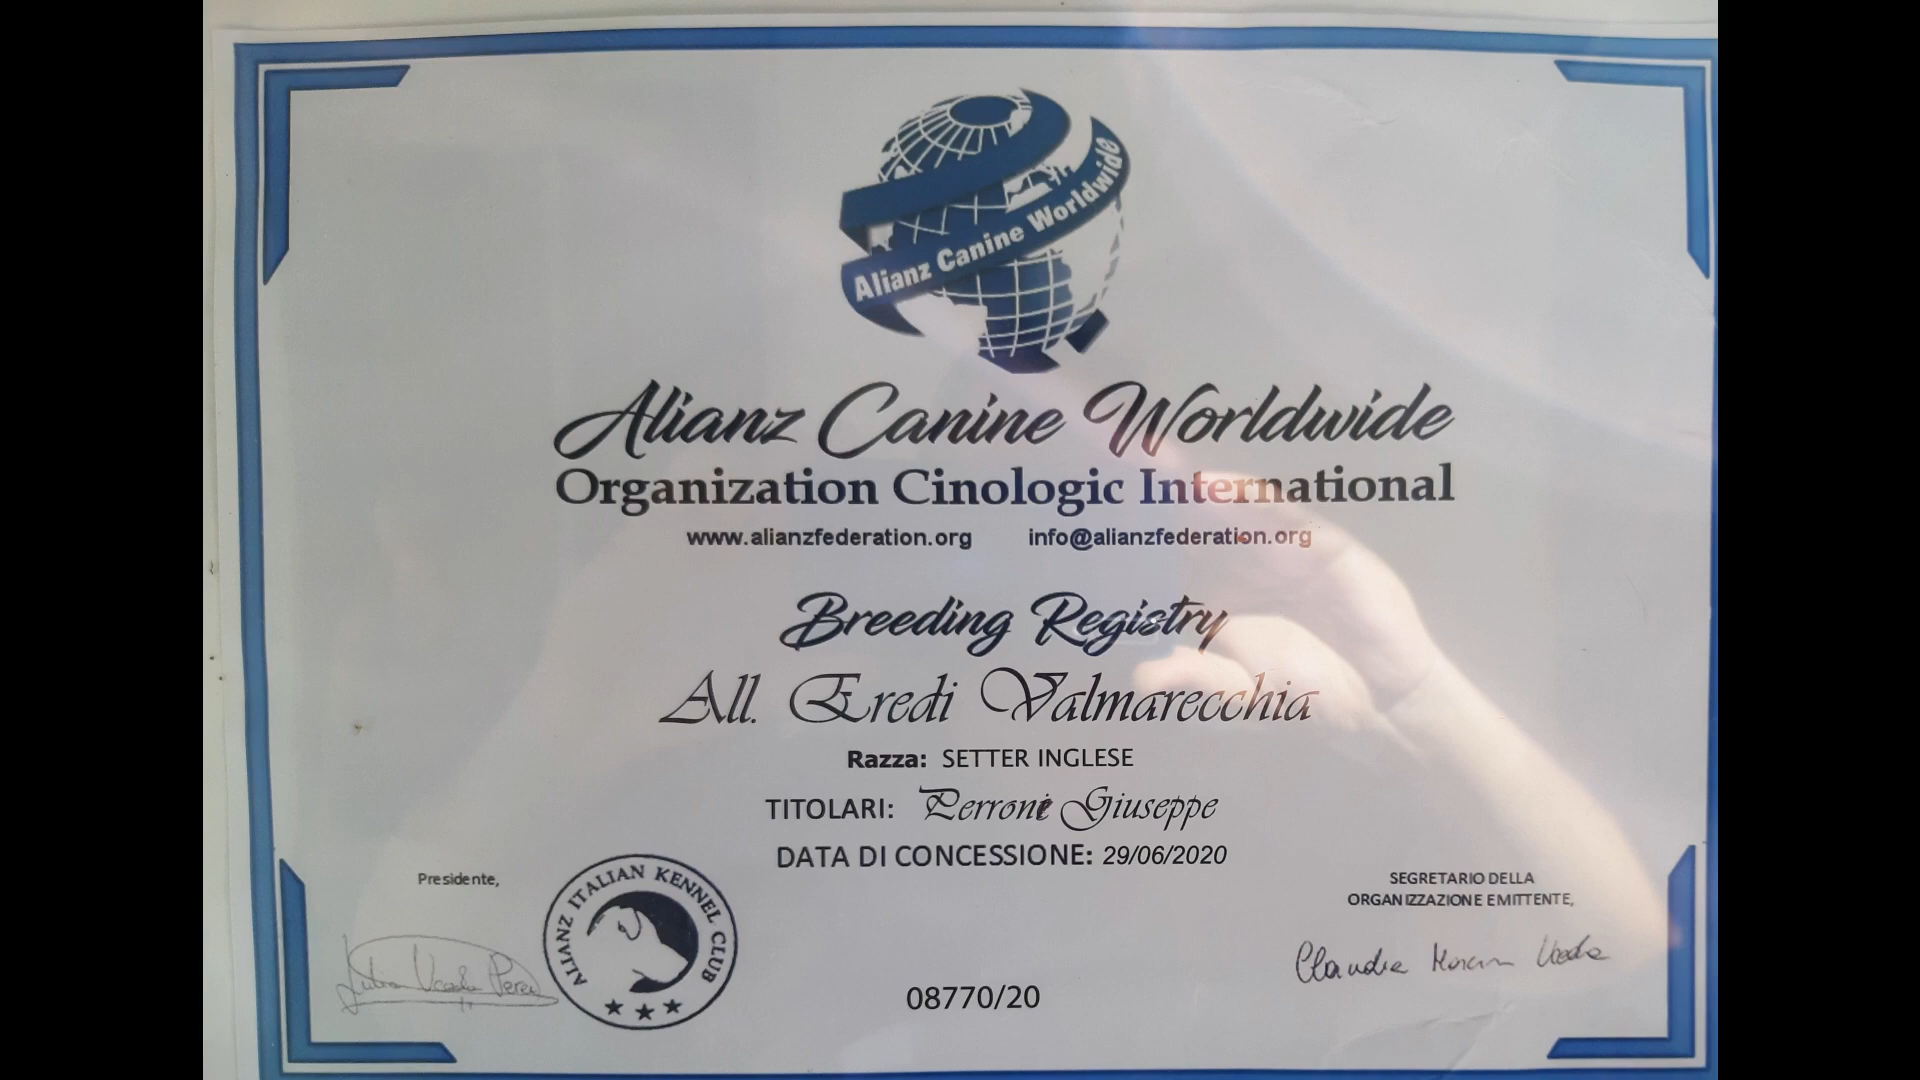 Alianz Canine Worldwide
Alianz Canine Worldwide
Organization Cinologic International
www.alianzfederation.org info@alianzfederation.org
Breeding Registry
All. Eredi Valmarecchia
Razza: SETTER INGLESE
TITOLARI: Perrone Giuseppe
DATA DI CONCESSIONE: 29/06/2020
Presidente,
ALIANZ ITALIAN KENNEL CLUB
SEGRETARIO DELLA
ORGANIZZAZIONE EMITTENTE,
Claudia
08770/20